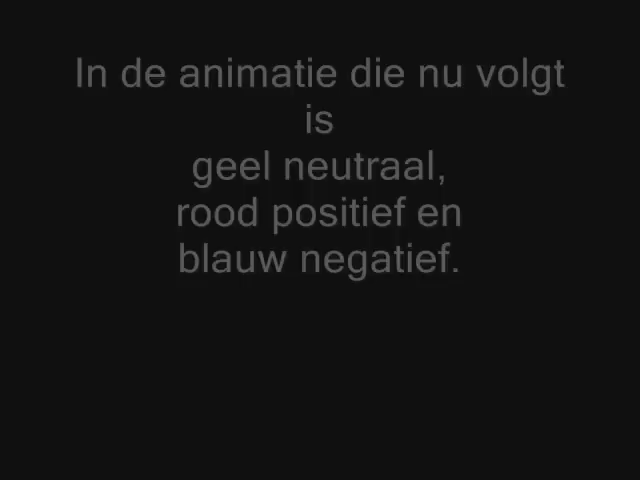 In de animatie die nu volgt
is
geel neutraal,
rood positief en
blauw negatief.